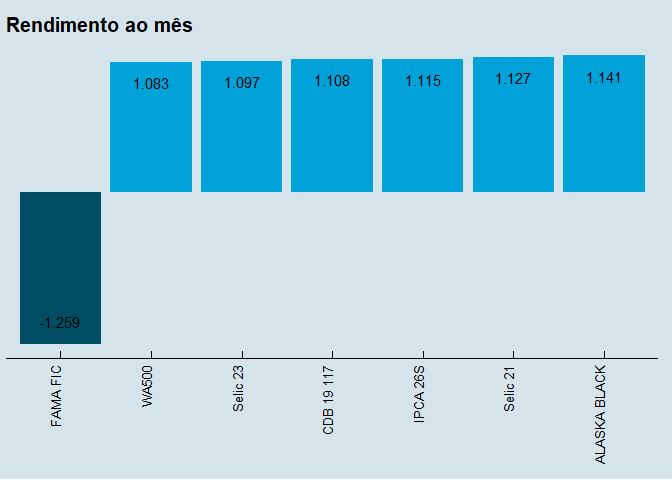 Rendimento ao mês
1.083
1.097
1.108
1.115
1.127
1.141
-1.259
FAMA FIC
WA500
Selic 23
CDB 19 117
IPCA 26S
Selic 21
ALASKA BLACK